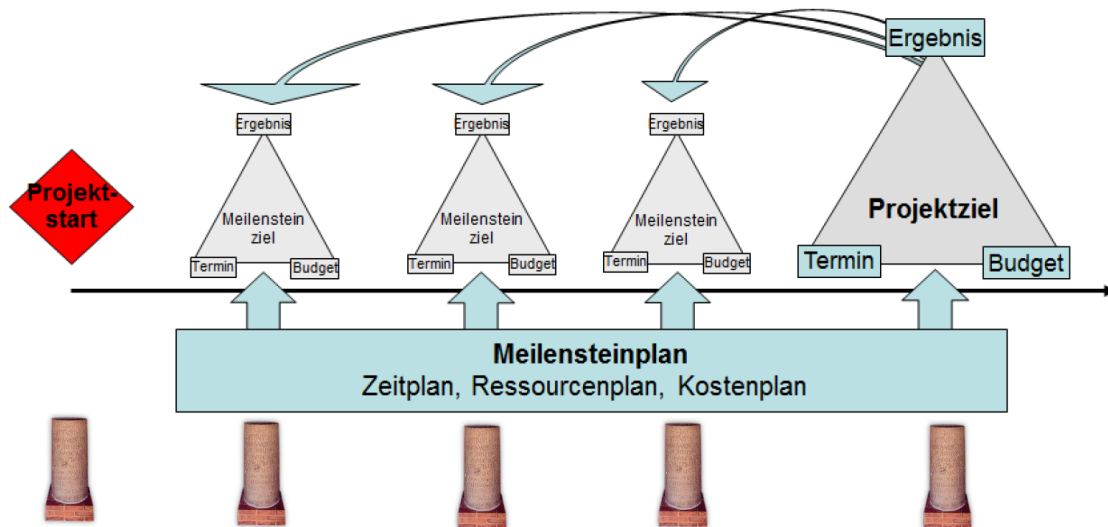 Ergebnis
Ergebnis
Ergebnis
Ergebnis
Projekt-
start
Meilenstein
ziel
Meilenstein
ziel
Meilenstein
ziel
Projektziel
Termin
Budget
Termin
Budget
Termin
Budget
Termin
Budget
Meilensteinplan
Zeitplan, Ressourcenplan, Kostenplan